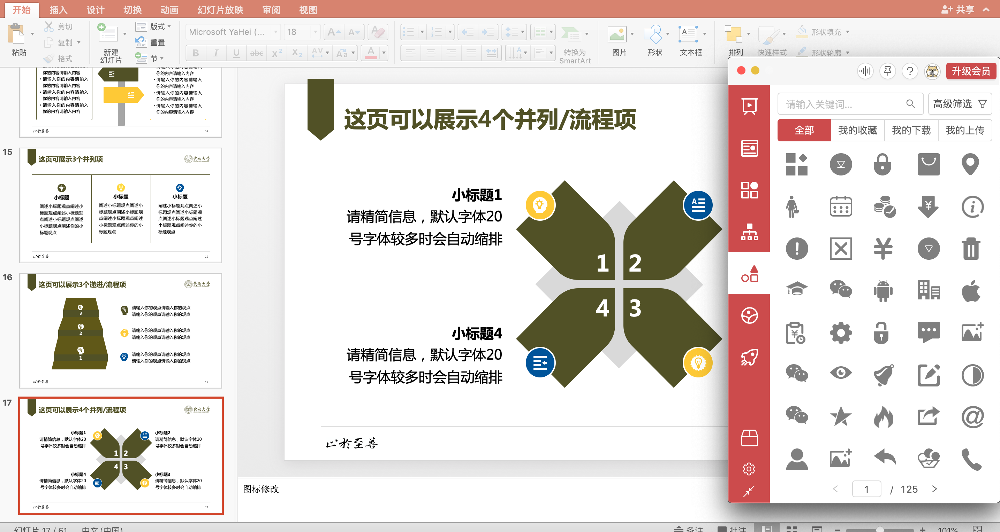 开始 插入 设计 切换 动画 幻灯片放映 审阅 视图 共享
粘贴 剪切 复制 格式
新建
幻灯片
版式 重置 节
Microsoft YaHei (... 18
转换为
SmartArt
图片 形状 文本框 排列 快速样式 形状填充 形状轮廓
你的内容请输入内容
• 请输入你的内容请输入
你的内容请输入内容
• 请输入你的内容请输入
你的内容请输入内容
• 请输入你的内容请输入
你的内容请输入内容
你的内容请输入内容
• 请输入你的内容请输入
你的内容请输入内容
• 请输入你的内容请输入
你的内容请输入内容
• 请输入你的内容请输入
你的内容请输入内容
止於至善
14
15
这页可展示3个并列项
東南大學
小标题
阐述小标题观点阐述小
标题观点阐述小标题观
点阐述小标题观点阐述
小标题观点阐述你的小
标题观点
小标题
阐述小标题观点阐述小
标题观点阐述小标题观
点阐述小标题观点阐述
小标题观点阐述你的小
标题观点
小标题
阐述小标题观点阐述小
标题观点阐述小标题观
点阐述小标题观点阐述
小标题观点阐述你的小
标题观点
止於至善
15
16
这页可以展示3个递进/流程项
東南大學
3
2
1
请输入你的观点请输入你的观点
请输入你的观点请输入你的观点
请输入你的观点请输入你的观点
请输入你的观点请输入你的观点
请输入你的观点请输入你的观点
请输入你的观点请输入你的观点
止於至善
16
17
这页可以展示4个并列/流程项
東南大學
小标题1
请精简信息，默认字体20
号字体较多时会自动缩排
小标题2
请精简信息，默认字体20
号字体较多时会自动缩排
1 2
4 3
小标题4
请精简信息，默认字体20
号字体较多时会自动缩排
小标题3
请精简信息，默认字体20
号字体较多时会自动缩排
止於至善
17
这页可以展示4个并列/流程项
小标题1
请精简信息，默认字体20
号字体较多时会自动缩排
1 2
4 3
小标题4
请精简信息，默认字体20
号字体较多时会自动缩排
止於至善
图标修改
升级会员
请输入关键词...
高级筛选
全部 我的收藏 我的下载 我的上传
1 / 125
幻灯片 17 / 61 中文 (中国)
备注 批注 101%